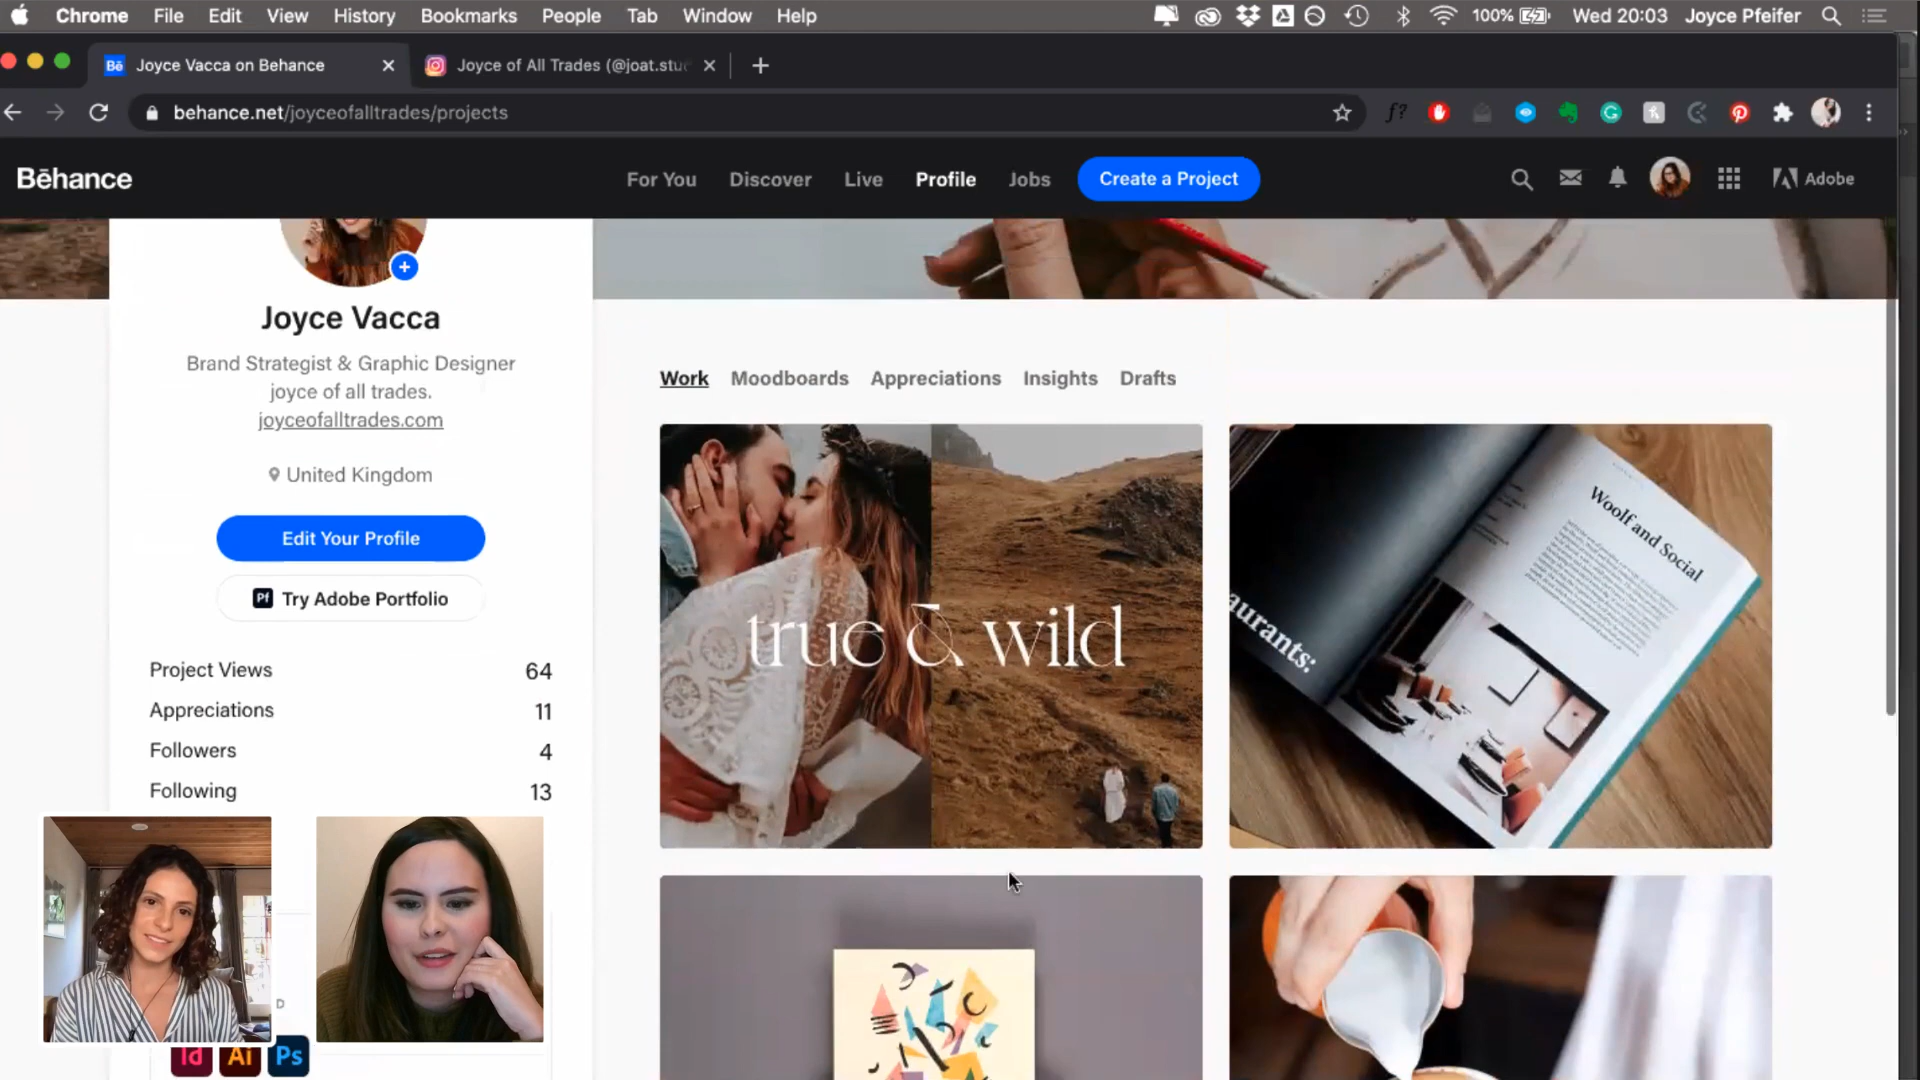 Chrome File Edit View History Bookmarks People Tab Window Help 100% Wed 20:03 Joyce Pfeifer
Bē Joyce Vacca on Behance Joyce of All Trades (@joat.stu
behance.net/joyceofalltrades/projects f?
Bēhance For You Discover Live Profile Jobs Create a Project Adobe
Joyce Vacca
Brand Strategist & Graphic Designer
joyce of all trades.
joyceofalltrades.com
United Kingdom
Edit Your Profile
Pf Try Adobe Portfolio
Project Views 64
Appreciations 11
Followers 4
Following 13
D
Id Ai Ps
Work Moodboards Appreciations Insights Drafts
true & wild
Woolf and Social
aurants: